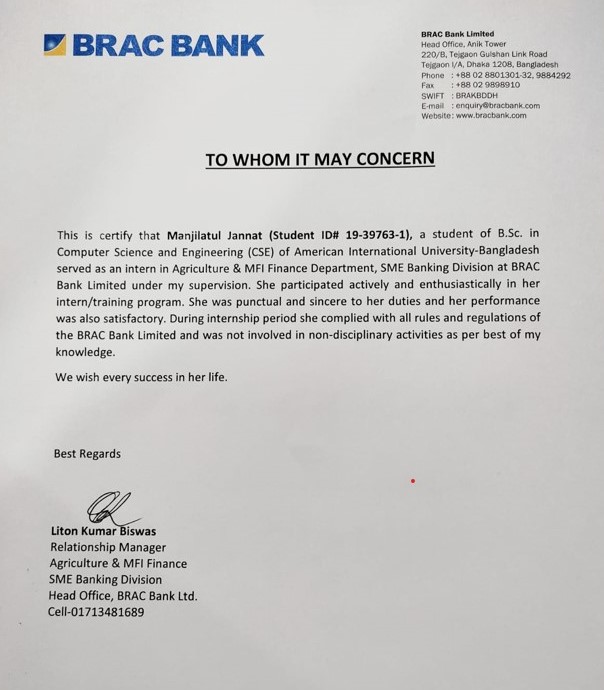 BRAC BANK
BRAC Bank Limited
Head Office, Anik Tower
220/B, Tejgaon Gulshan Link Road
Tejgaon I/A, Dhaka 1208, Bangladesh
Phone : +88 02 8801301-32, 9884292
Fax : +88 02 9898910
SWIFT : BRAKBDDH
E-mail : enquiry@bracbank.com
Website: www.bracbank.com
TO WHOM IT MAY CONCERN
This is certify that Manjilatul Jannat (Student ID# 19-39763-1), a student of B.Sc. in
Computer Science and Engineering (CSE) of American International University-Bangladesh
served as an intern in Agriculture & MFI Finance Department, SME Banking Division at BRAC
Bank Limited under my supervision. She participated actively and enthusiastically in her
intern/training program. She was punctual and sincere to her duties and her performance
was also satisfactory. During internship period she complied with all rules and regulations of
the BRAC Bank Limited and was not involved in non-disciplinary activities as per best of my
knowledge.
We wish every success in her life.
Best Regards
Liton Kumar Biswas
Relationship Manager
Agriculture & MFI Finance
SME Banking Division
Head Office, BRAC Bank Ltd.
Cell-01713481689